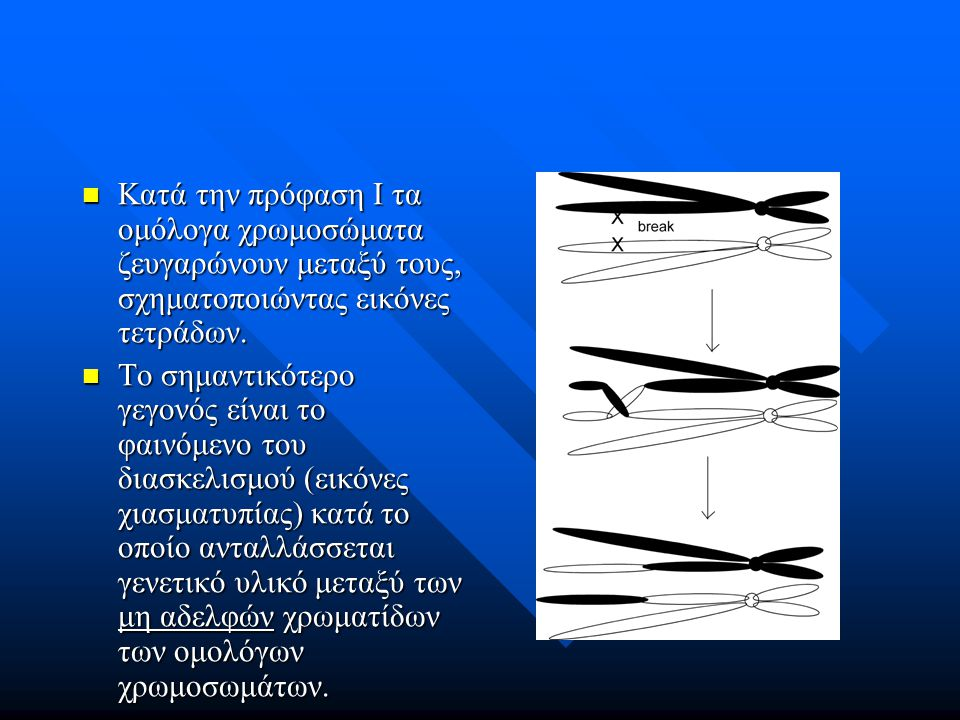 Κατά την πρόφαση Ι τα
ομόλογα χρωμοσώματα
ζευγαρώνουν μεταξύ τους,
σχηματοποιώντας εικόνες
τετράδων.
Το σημαντικότερο
γεγονός είναι το
φαινόμενο του
διασκελισμού (εικόνες
χιασματυπίας) κατά το
οποίο ανταλλάσσεται
γενετικό υλικό μεταξύ των
μη αδελφών χρωματίδων
των ομολόγων
χρωμοσωμάτων.
X
break
X